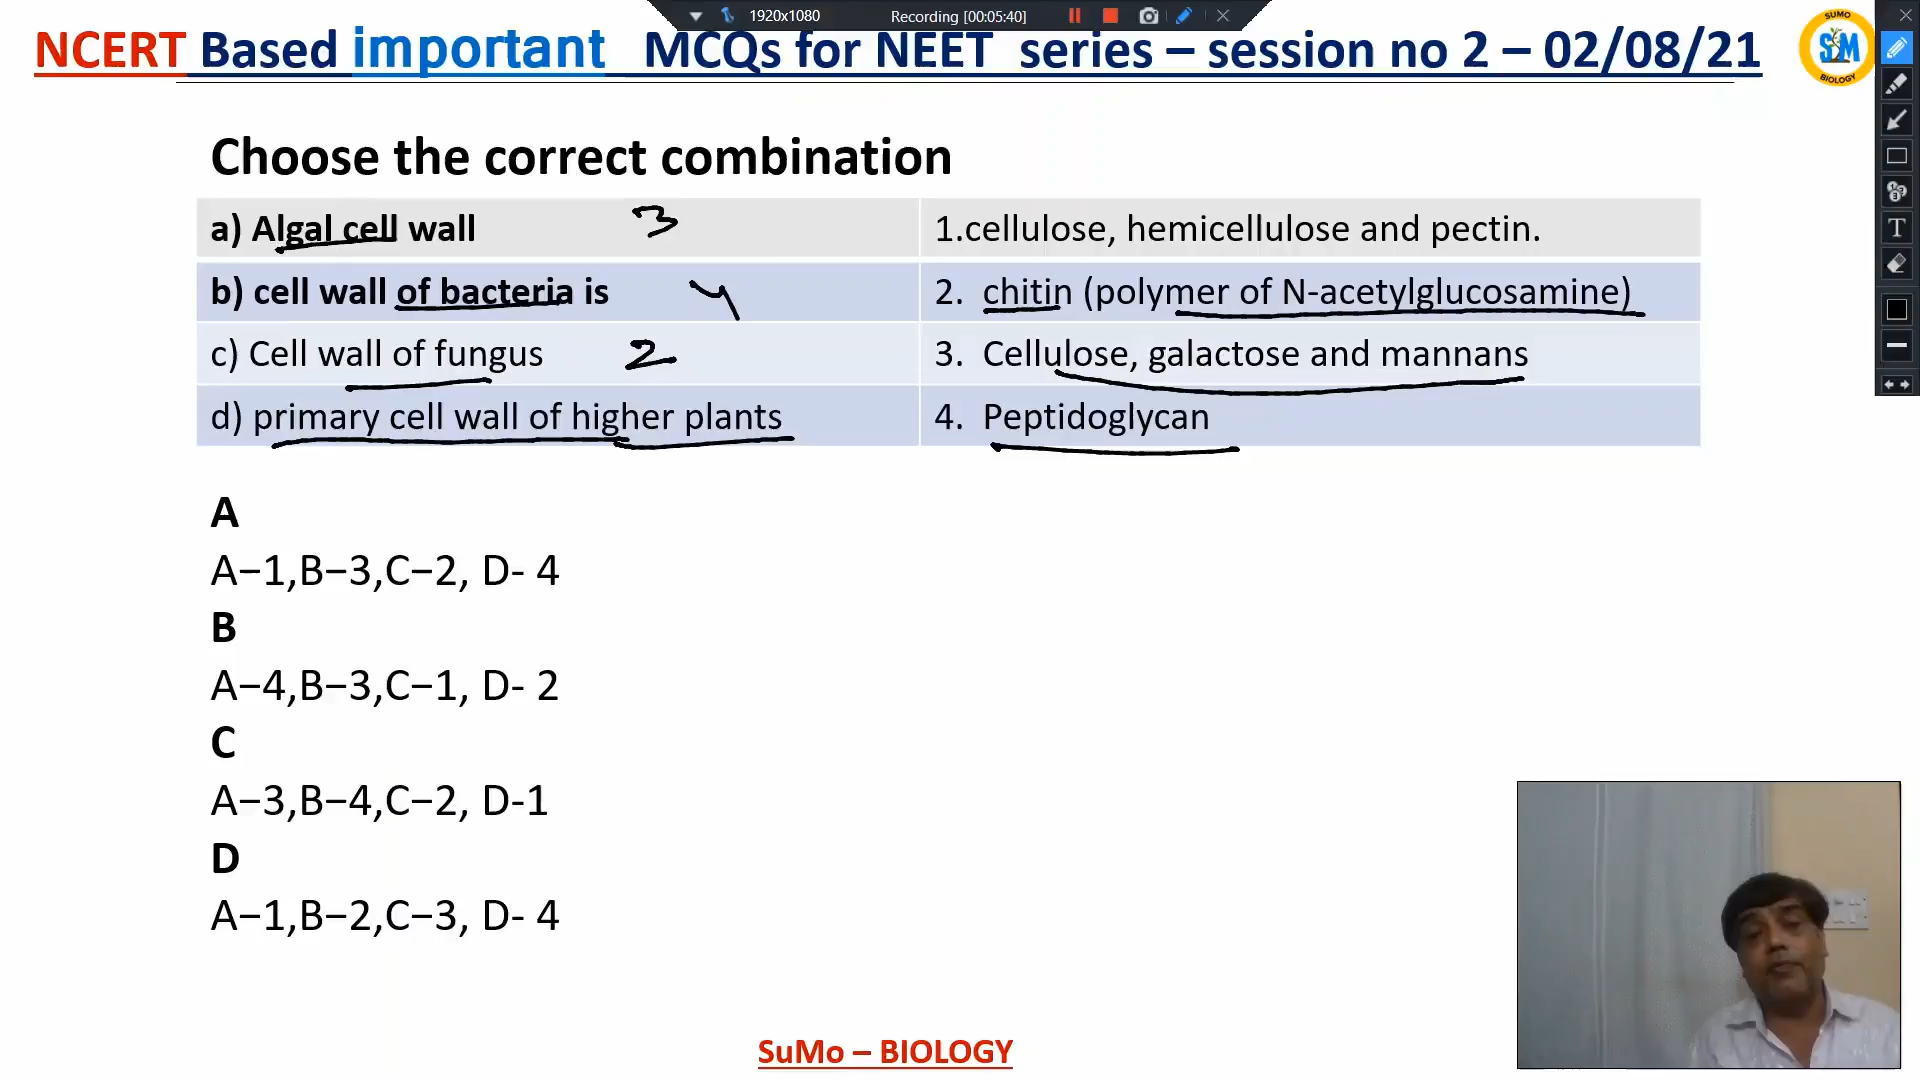 1920x1080 Recording [00:05:40]
NCERT Based important MCQs for NEET series – session no 2 – 02/08/21
SUMO
SM
BIOLOGY
Choose the correct combination
a) Algal cell wall 3 1.cellulose, hemicellulose and pectin.
b) cell wall of bacteria is 4 2. chitin (polymer of N-acetylglucosamine)
c) Cell wall of fungus 2 3. Cellulose, galactose and mannans
d) primary cell wall of higher plants 4. Peptidoglycan
A
A–1,B–3,C–2, D- 4
B
A–4,B–3,C–1, D- 2
C
A–3,B–4,C–2, D-1
D
A–1,B–2,C–3, D- 4
SuMo – BIOLOGY